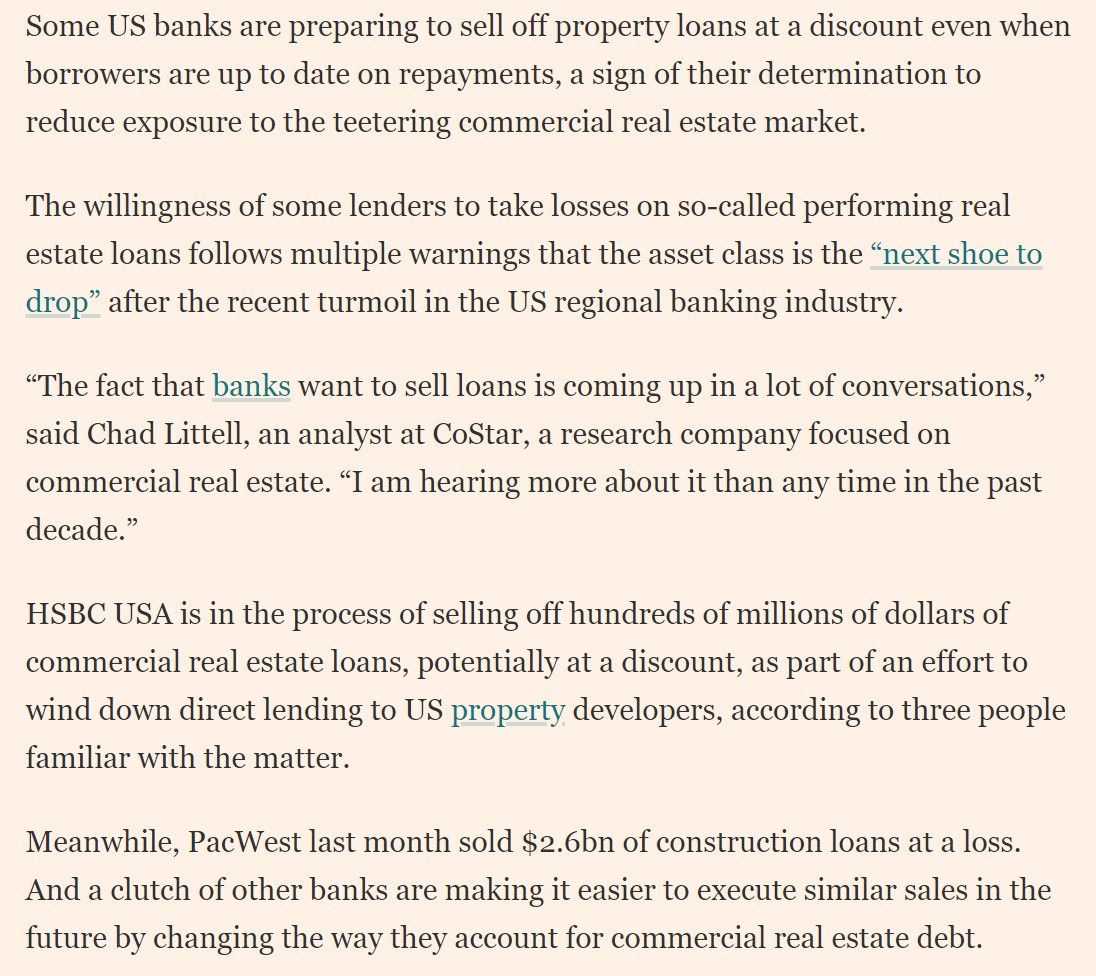 Some US banks are preparing to sell off property loans at a discount even when
borrowers are up to date on repayments, a sign of their determination to
reduce exposure to the teetering commercial real estate market.
The willingness of some lenders to take losses on so-called performing real
estate loans follows multiple warnings that the asset class is the “next shoe to
drop” after the recent turmoil in the US regional banking industry.
“The fact that banks want to sell loans is coming up in a lot of conversations,”
said Chad Littell, an analyst at CoStar, a research company focused on
commercial real estate. “I am hearing more about it than any time in the past
decade.”
HSBC USA is in the process of selling off hundreds of millions of dollars of
commercial real estate loans, potentially at a discount, as part of an effort to
wind down direct lending to US property developers, according to three people
familiar with the matter.
Meanwhile, PacWest last month sold $2.6bn of construction loans at a loss.
And a clutch of other banks are making it easier to execute similar sales in the
future by changing the way they account for commercial real estate debt.